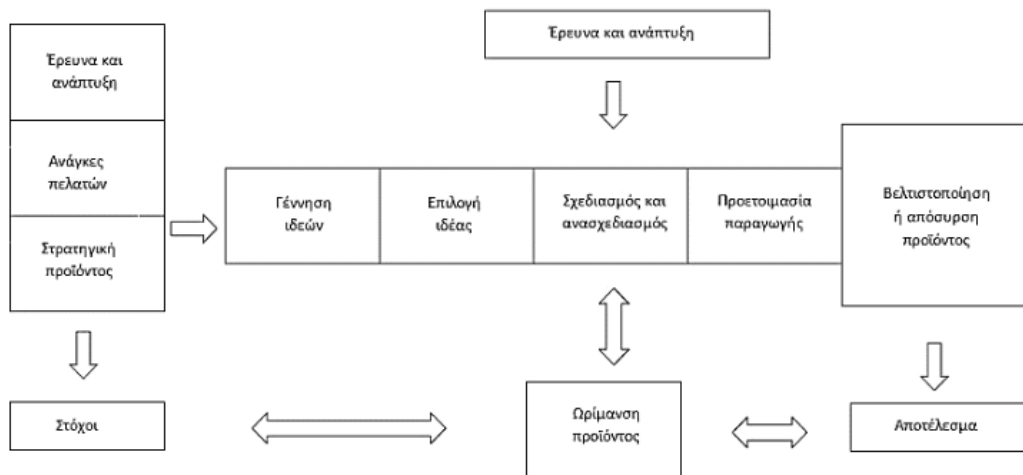 Έρευνα και
ανάπτυξη
Ανάγκες
πελατών
Στρατηγική
προϊόντος
Στόχοι
Έρευνα και ανάπτυξη
Γέννηση
ιδεών
Επιλογή
ιδέας
Σχεδιασμός και
ανασχεδιασμός
Προετοιμασία
παραγωγής
Βελτιστοποίηση
ή απόσυρση
προϊόντος
Ωρίμανση
προϊόντος
Αποτέλεσμα